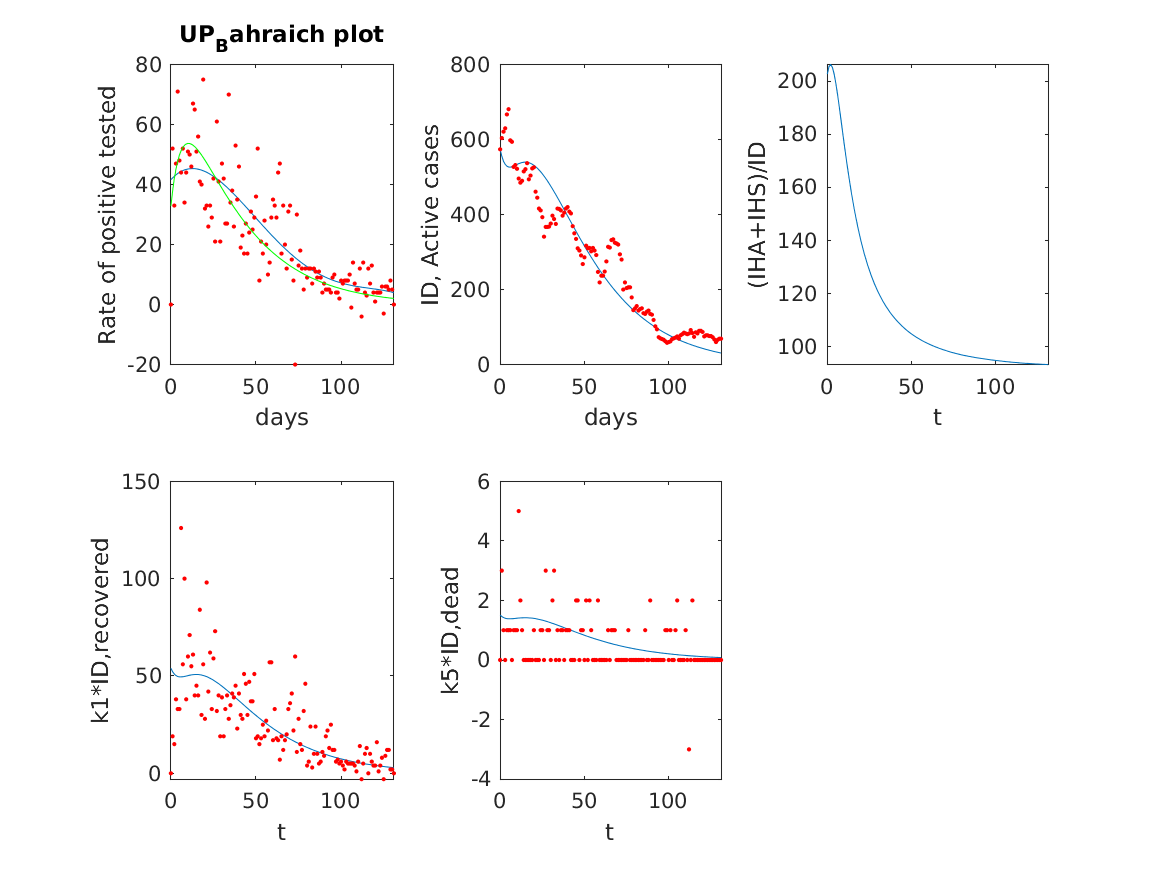 UP_Bahraich plot
80
60
40
20
0
-20
Rate of positive tested
0 50 100
days
800
600
400
200
0
ID, Active cases
0 50 100
days
200
180
160
140
120
100
(IHA+IHS)/ID
0 50 100
t
150
100
50
0
k1*ID,recovered
0 50 100
t
6
4
2
0
-2
-4
k5*ID,dead
0 50 100
t